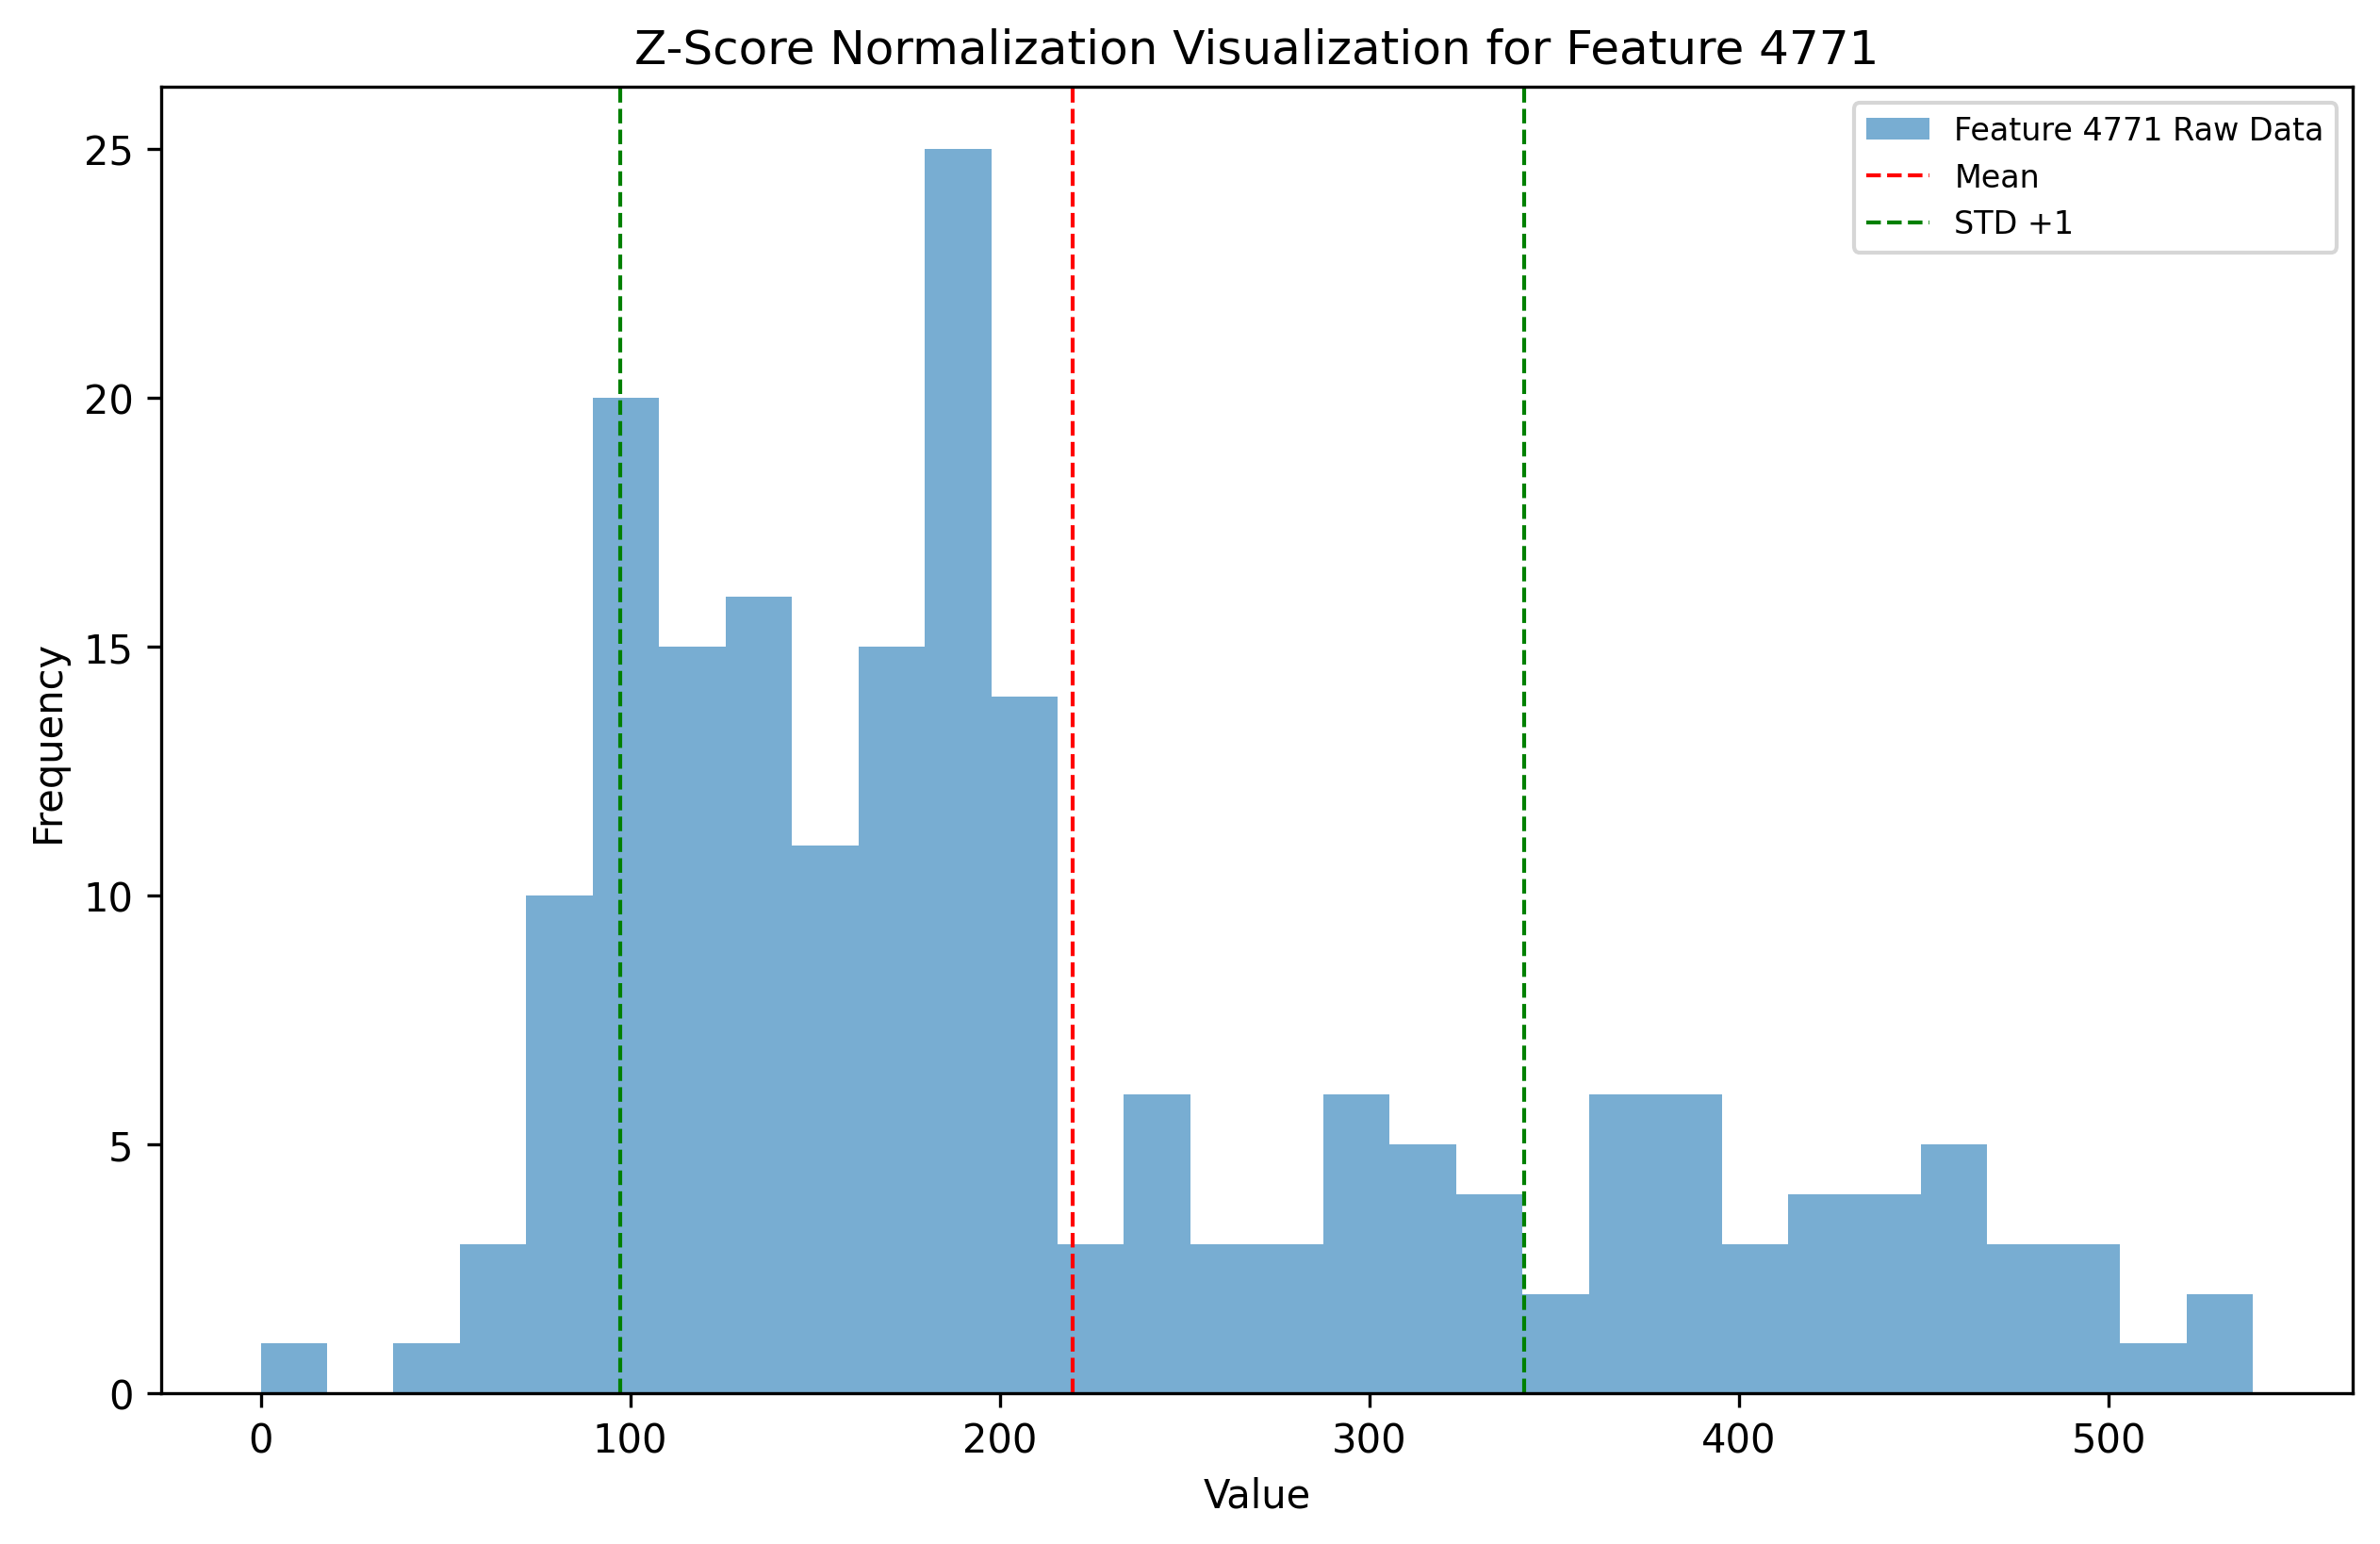 Z-Score Normalization Visualization for Feature 4771
Feature 4771 Raw Data
Mean
STD +1
25
20
15
10
5
0
Frequency
0 100 200 300 400 500
Value